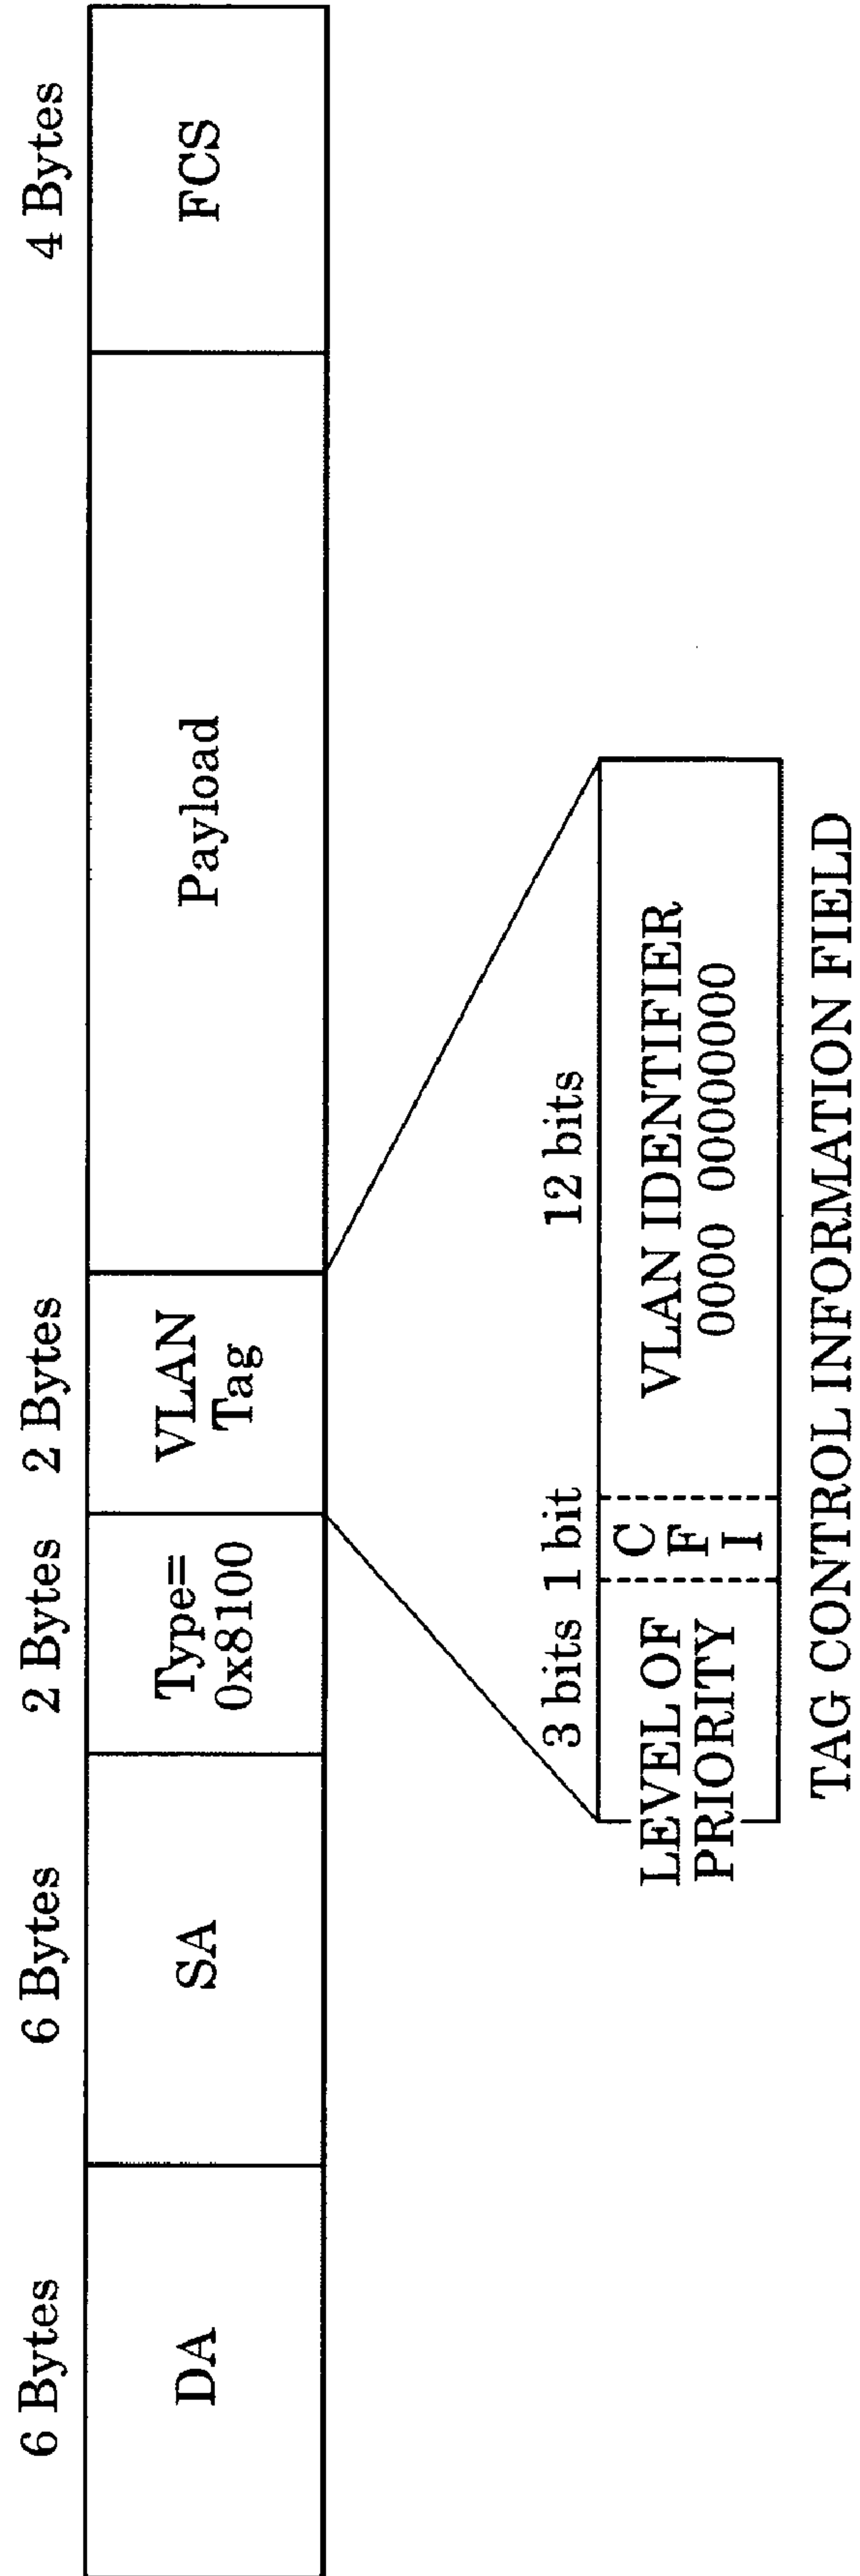 6 Bytes
6 Bytes
2 Bytes
2 Bytes
4 Bytes
DA
SA
Type=
0x8100
VLAN
Tag
Payload
FCS
3 bits
1 bit
12 bits
LEVEL OF
PRIORITY
C
F
I
VLAN IDENTIFIER
0000 00000000
TAG CONTROL INFORMATION FIELD